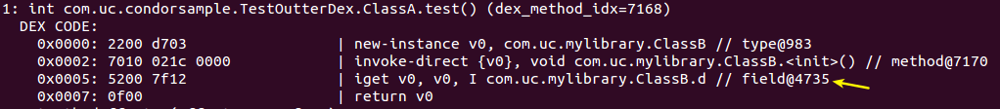 1: int com.uc.condorsample.TestOutterDex.ClassA.test() (dex_method_idx=7168)
DEX CODE:
0x0000: 2200 d703 | new-instance v0, com.uc.mylibrary.ClassB // type@983
0x0002: 7010 021c 0000 | invoke-direct {v0}, void com.uc.mylibrary.ClassB.<init>() // method@7170
0x0005: 5200 7f12 | iget v0, v0, I com.uc.mylibrary.ClassB.d // field@4735
0x0007: 0f00 | return v0